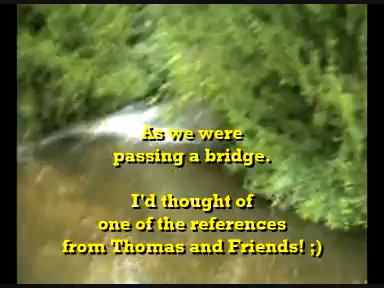 As we were
passing a bridge.
I'd thought of
one of the references
from Thomas and Friends! ;)